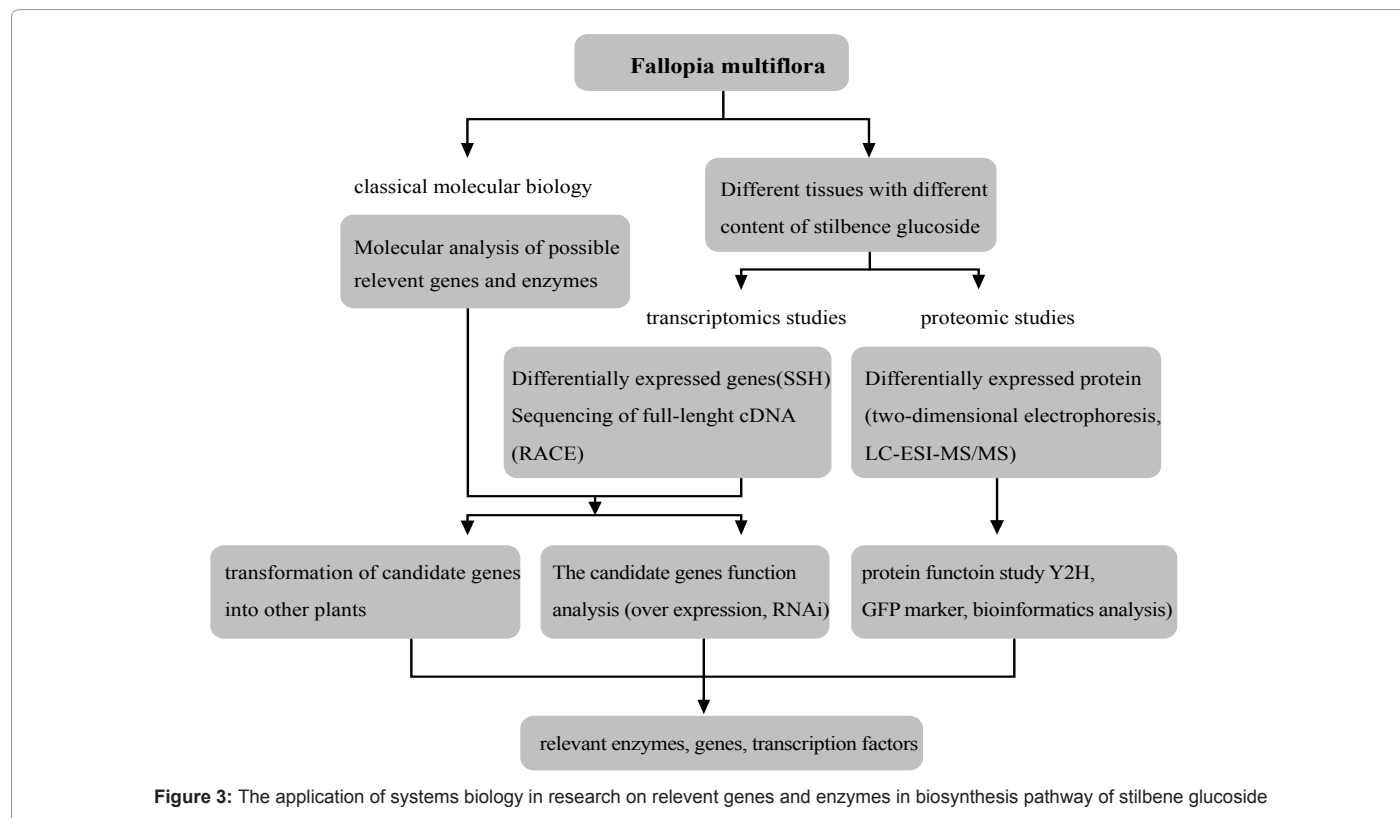 Fallopia multiflora
classical molecular biology
Molecular analysis of possible
relevent genes and enzymes
Different tissues with different
content of stilbence glucoside
transcriptomics studies
proteomic studies
Differentially expressed genes(SSH)
Sequencing of full-lenght cDNA
(RACE)
Differentially expressed protein
(two-dimensional electrophoresis,
LC-ESI-MS/MS)
transformation of candidate genes
into other plants
The candidate genes function
analysis (over expression, RNAi)
protein functoin study Y2H,
GFP marker, bioinformatics analysis)
relevant enzymes, genes, transcription factors
Figure 3: The application of systems biology in research on relevent genes and enzymes in biosynthesis pathway of stilbene glucoside